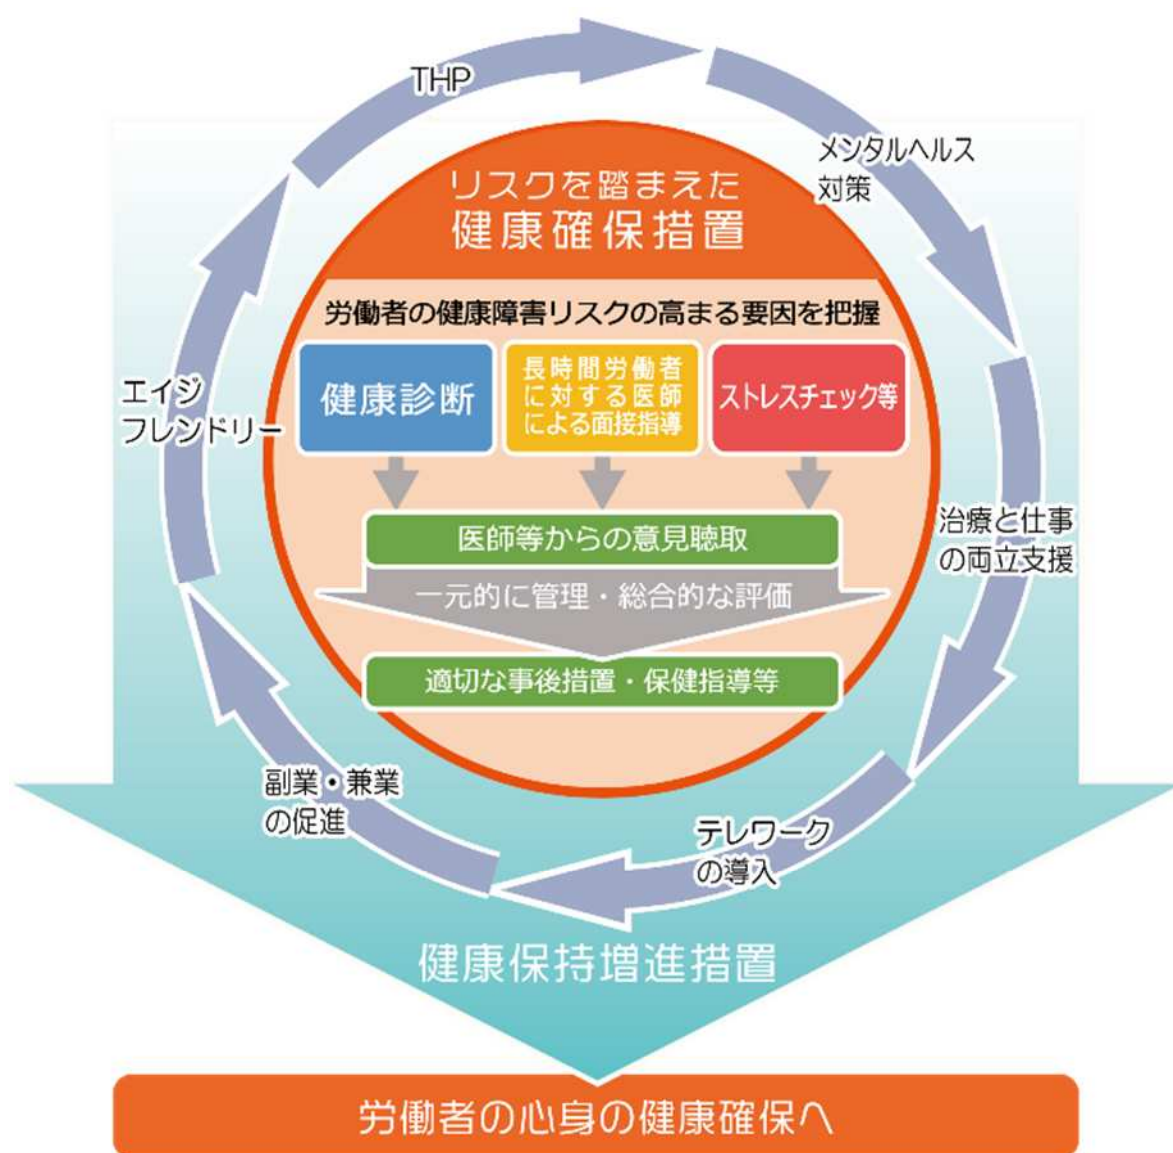 THP
メンタルヘルス
対策
リスクを踏まえた
健康確保措置
労働者の健康障害リスクの高まる要因を把握
健康診断
長時間労働者
に対する医師
による面接指導
ストレスチェック等
エイジ
フレンドリー
医師等からの意見聴取
治療と仕事
の両立支援
一元的に管理・総合的な評価
適切な事後措置・保健指導等
副業・兼業
の促進
テレワーク
の導入
健康保持増進措置
労働者の心身の健康確保へ